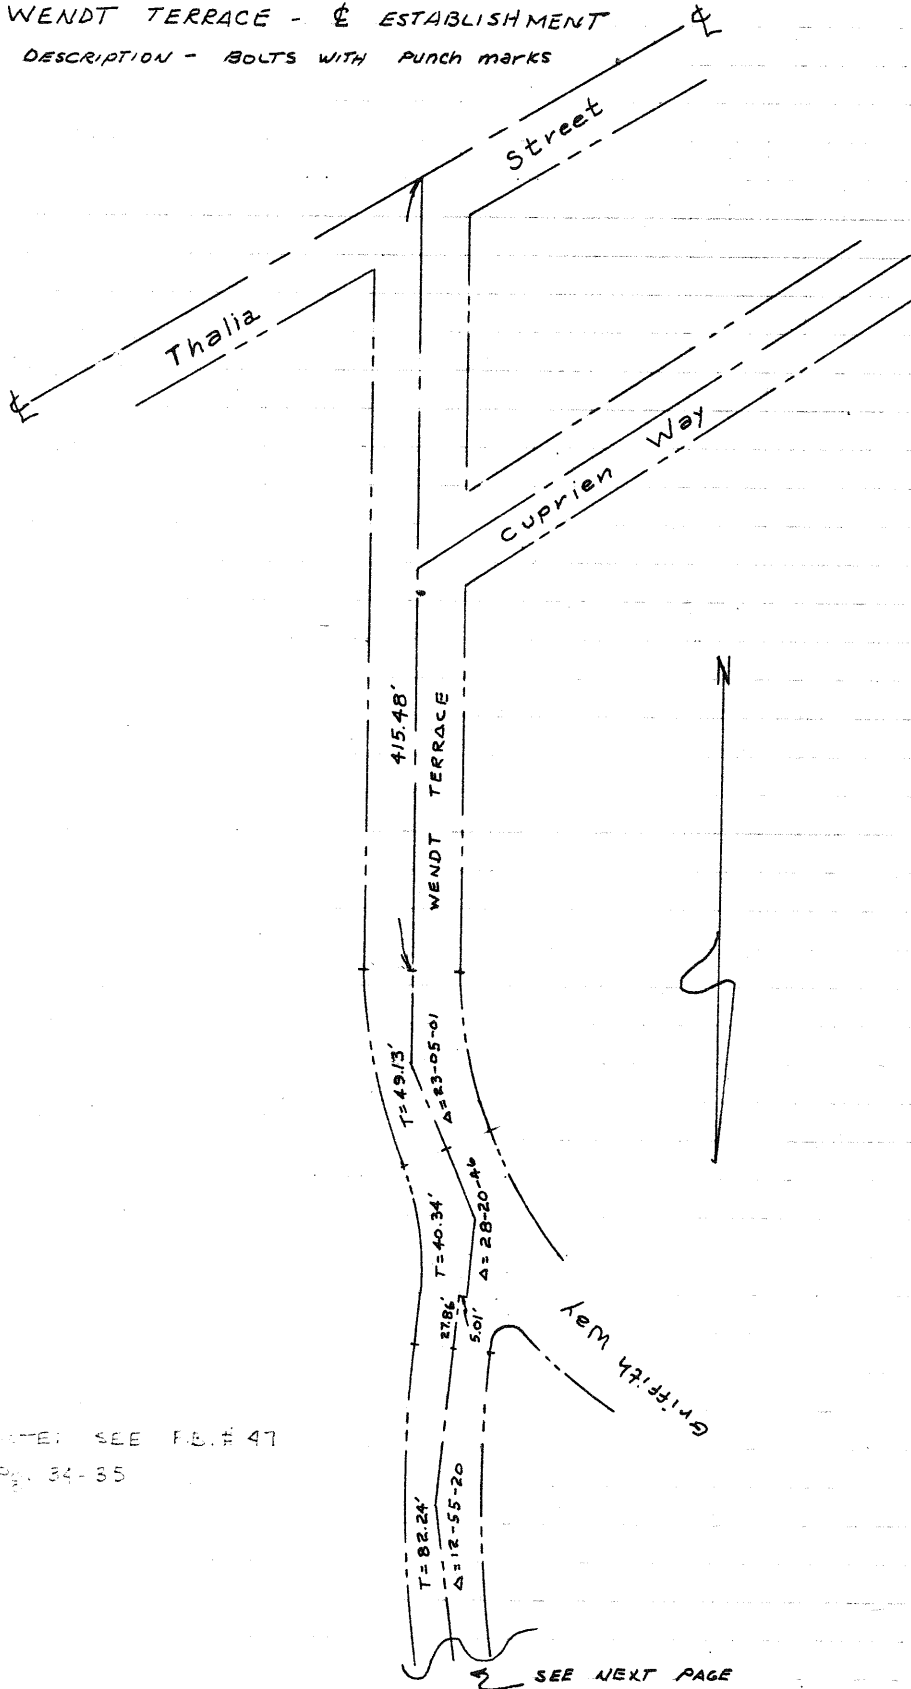 WENDT TERRACE - ℄ ESTABLISHMENT
DESCRIPTION - BOLTS WITH Punch marks
℄
Street
Thalia
℄
Cuprien Way
415.48'
WENDT TERRACE
N
T=49.13'
Δ=23-05-01
T=40.34'
Δ=28-20-46
27.86'
5.01'
Griffith Way
SEE F.B.# 47
Pg. 34-35
T=82.24'
Δ=12-55-20
SEE NEXT PAGE